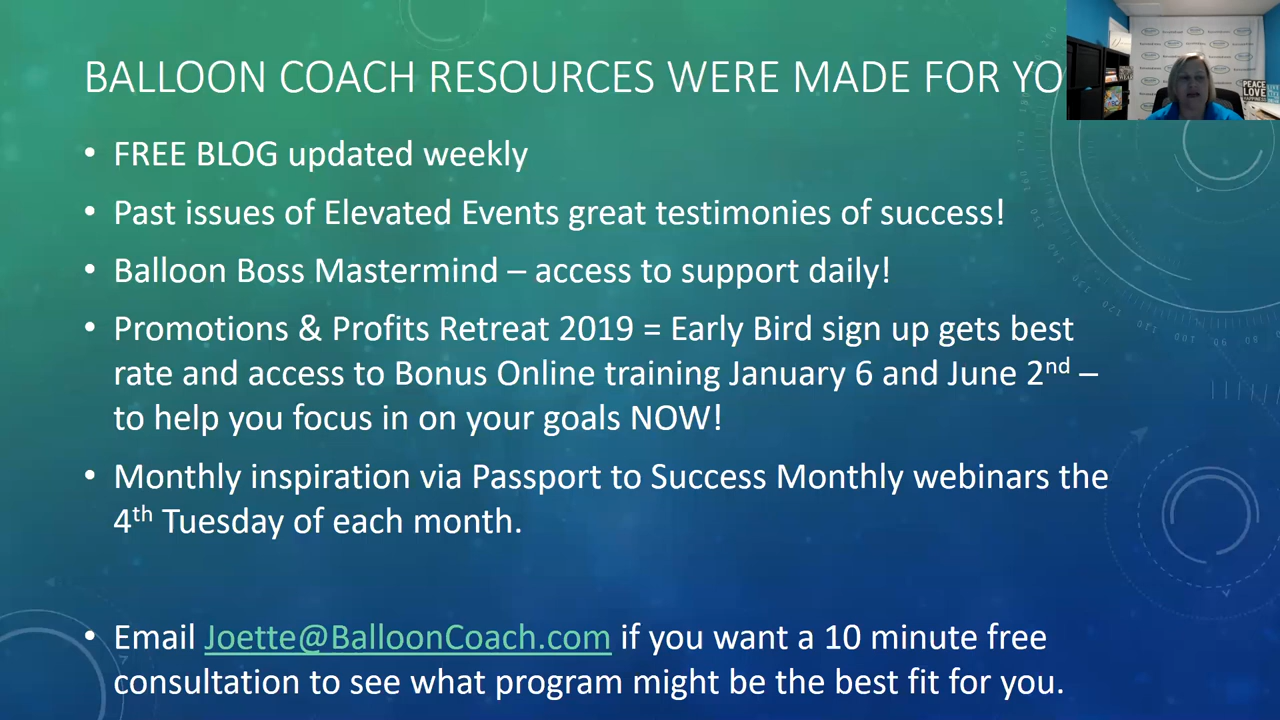 BALLOON COACH RESOURCES WERE MADE FOR YO
• FREE BLOG updated weekly
• Past issues of Elevated Events great testimonies of success!
• Balloon Boss Mastermind – access to support daily!
• Promotions & Profits Retreat 2019 = Early Bird sign up gets best
rate and access to Bonus Online training January 6 and June 2nd –
to help you focus in on your goals NOW!
• Monthly inspiration via Passport to Success Monthly webinars the
4th Tuesday of each month.
• Email Joette@BalloonCoach.com if you want a 10 minute free
consultation to see what program might be the best fit for you.
PEACE
LOVE